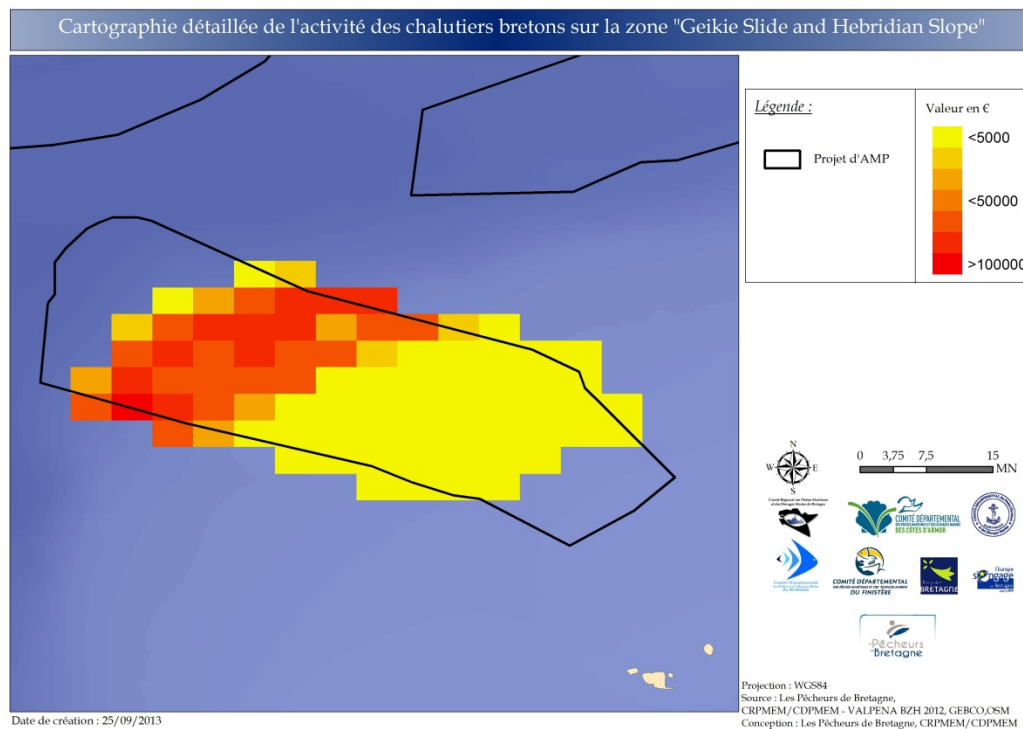 Cartographie détaillée de l'activité des chalutiers bretons sur la zone "Geikie Slide and Hebridian Slope"
Légende :
Projet d'AMP
Valeur en €
<5000
<50000
>100000
N
W E
S
0 3,75 7,5 15
MN
COMITÉ DÉPARTEMENTAL
DES CÔTES D'ARMOR
COMITÉ DÉPARTEMENTAL
DU FINISTÈRE
BRETAGNE
l'Europe
s'engage
Pêcheurs
de Bretagne
Projection : WGS84
Source : Les Pêcheurs de Bretagne,
CRPMEM/CDPMEM - VALPENA BZH 2012, GEBCO,OSM
Conception : Les Pêcheurs de Bretagne, CRPMEM/CDPMEM
Date de création : 25/09/2013